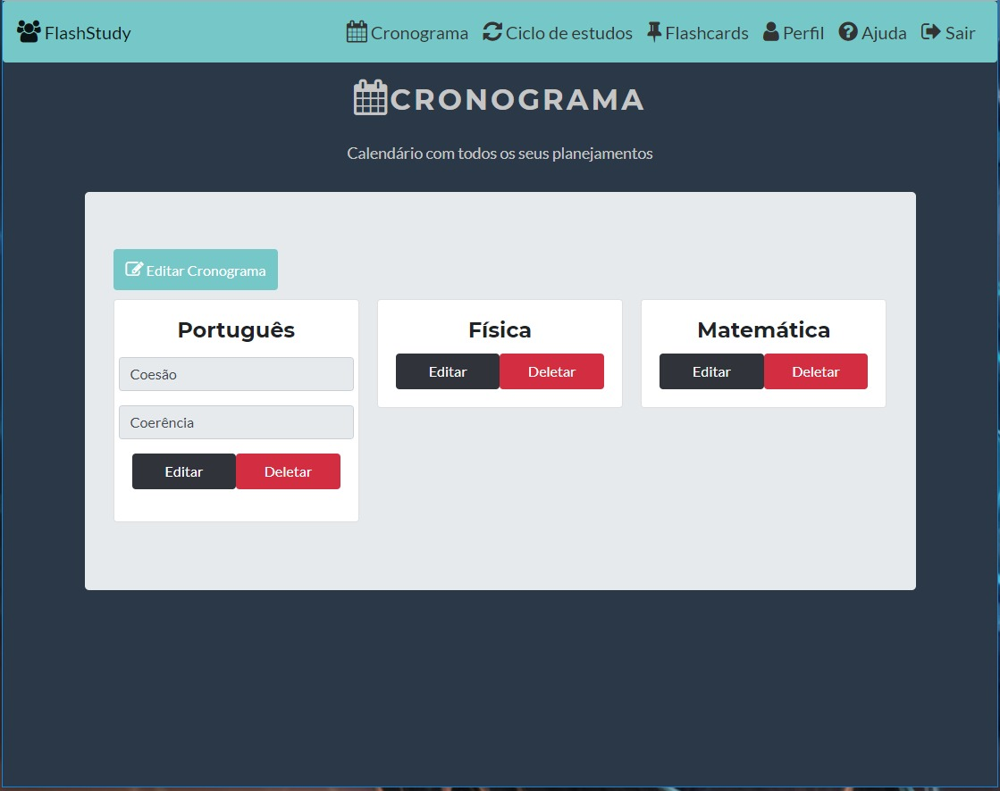 FlashStudy Cronograma Ciclo de estudos Flashcards Perfil Ajuda Sair
CRONOGRAMA
Calendário com todos os seus planejamentos
Editar Cronograma
Português
Coesão
Coerência
Editar Deletar
Física
Editar Deletar
Matemática
Editar Deletar